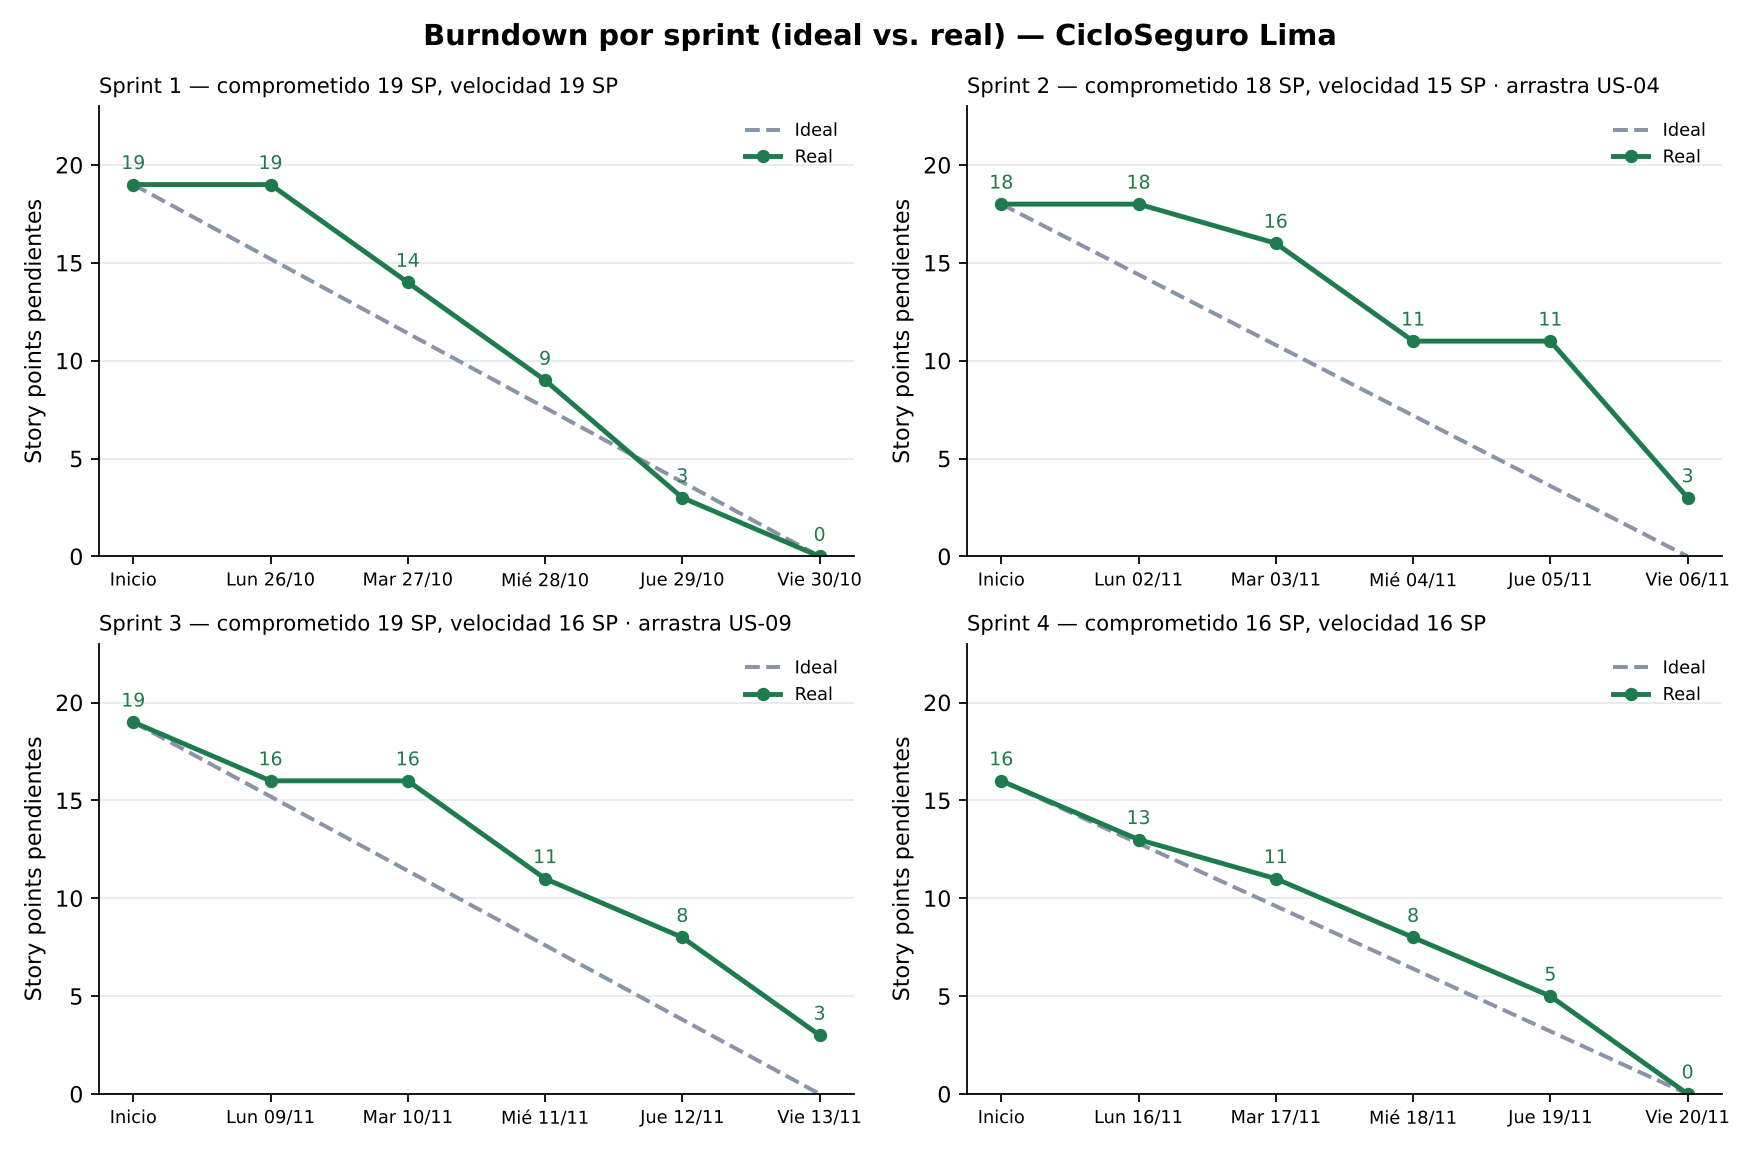 Burndown por sprint (ideal vs. real) — CicloSeguro Lima
Sprint 1 — comprometido 19 SP, velocidad 19 SP
Story points pendientes
20
15
10
5
0
19
19
14
9
3
0
Ideal
Real
Inicio
Lun 26/10
Mar 27/10
Mié 28/10
Jue 29/10
Vie 30/10
Sprint 2 — comprometido 18 SP, velocidad 15 SP · arrastra US-04
Story points pendientes
20
15
10
5
0
18
18
16
11
11
3
Ideal
Real
Inicio
Lun 02/11
Mar 03/11
Mié 04/11
Jue 05/11
Vie 06/11
Sprint 3 — comprometido 19 SP, velocidad 16 SP · arrastra US-09
Story points pendientes
20
15
10
5
0
19
16
16
11
8
3
Ideal
Real
Inicio
Lun 09/11
Mar 10/11
Mié 11/11
Jue 12/11
Vie 13/11
Sprint 4 — comprometido 16 SP, velocidad 16 SP
Story points pendientes
20
15
10
5
0
16
13
11
8
5
0
Ideal
Real
Inicio
Lun 16/11
Mar 17/11
Mié 18/11
Jue 19/11
Vie 20/11